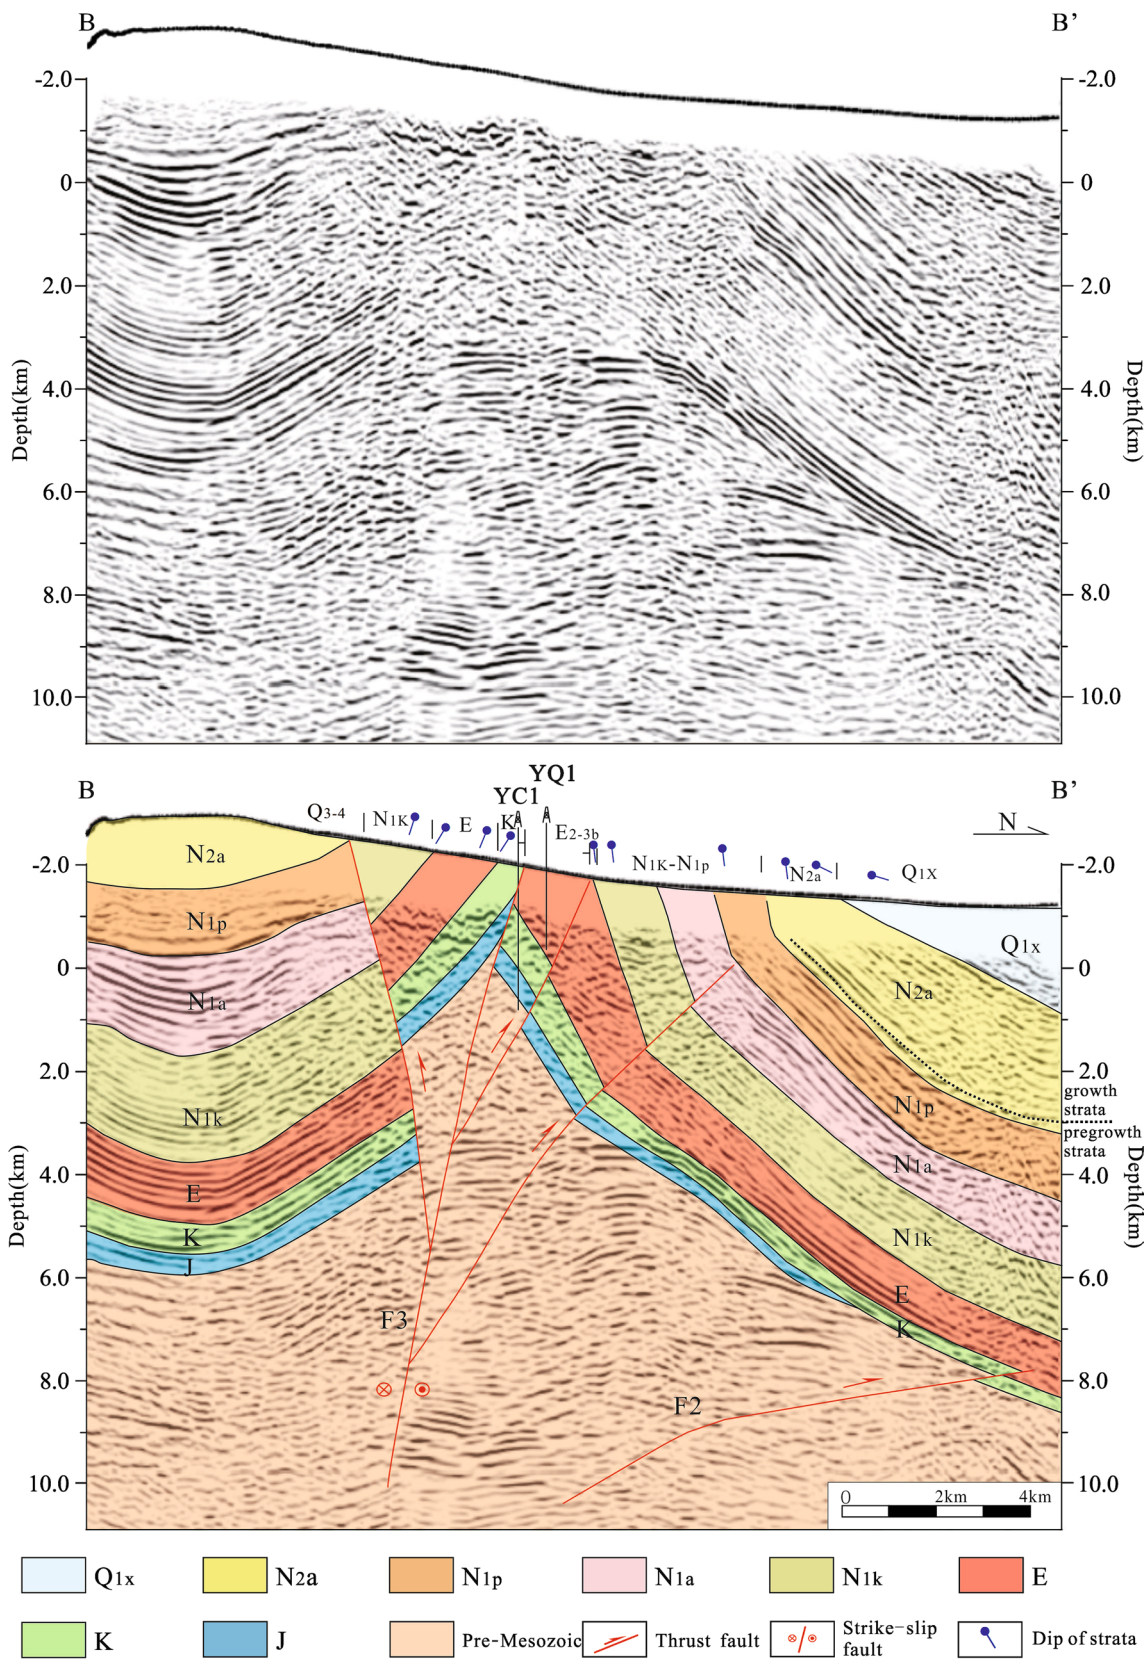 B B’
-2.0 -2.0
0 0
2.0 2.0
4.0 4.0
Depth(km) Depth(km)
6.0 6.0
8.0 8.0
10.0 10.0
YQ1
B YC1 B’
Q3-4 N1K E K E2-3b N
N1K-N1p N2a Q1X
-2.0 N2a -2.0
N1p Q1x
0 N1a N2a 0
2.0 2.0
growth
strata
N1k N1p
pregrowth
strata
Depth(km) Depth(km)
4.0 N1a 4.0
E
K N1k
J
6.0 6.0
E
F3 K
8.0 8.0
F2
10.0 10.0
0 2km 4km
Q1x N2a N1p N1a N1k E
K J Pre-Mesozoic Thrust fault Strike-slip
fault Dip of strata